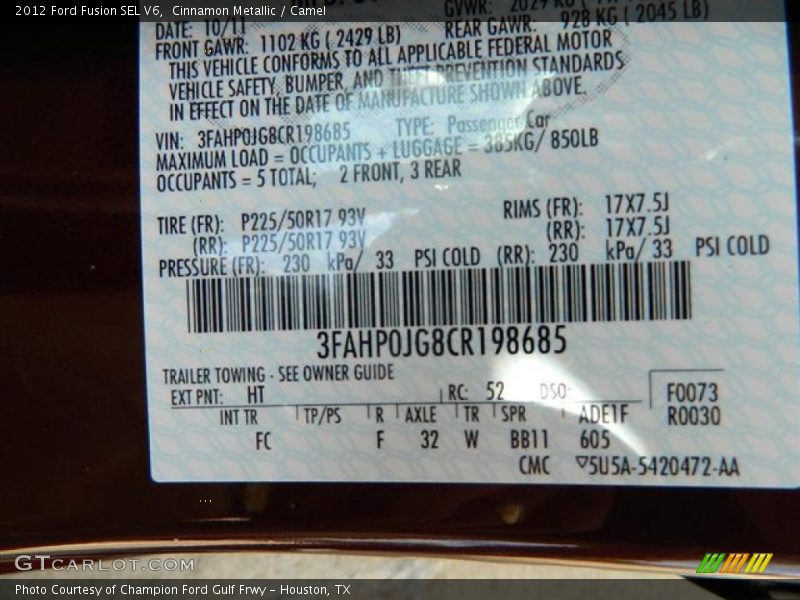 2012 Ford Fusion SEL V6, Cinnamon Metallic / Camel
DATE: 10/11 GVWR:
FRONT GAWR: 1102 KG ( 2429 LB) REAR GAWR: 928 KG ( 2045 LB)
THIS VEHICLE CONFORMS TO ALL APPLICABLE FEDERAL MOTOR
VEHICLE SAFETY, BUMPER, AND THEFT PREVENTION STANDARDS
IN EFFECT ON THE DATE OF MANUFACTURE SHOWN ABOVE.
VIN: 3FAHP0JG8CR198685 TYPE: Passenger Car
MAXIMUM LOAD = OCCUPANTS + LUGGAGE = 385KG/ 850LB
OCCUPANTS = 5 TOTAL; 2 FRONT, 3 REAR
TIRE (FR): P225/50R17 93V RIMS (FR): 17X7.5J
(RR): P225/50R17 93V (RR): 17X7.5J
PRESSURE (FR): 230 kPa/ 33 PSI COLD (RR): 230 kPa/ 33 PSI COLD
3FAHP0JG8CR198685
TRAILER TOWING - SEE OWNER GUIDE
EXT PNT: HT RC: 52 DSO: F0073
INT TR TP/PS R AXLE TR SPR ADE1F R0030
FC F 32 W BB11 605
CMC ▽5U5A-5420472-AA
GTCARLOT.COM
Photo Courtesy of Champion Ford Gulf Frwy – Houston, TX